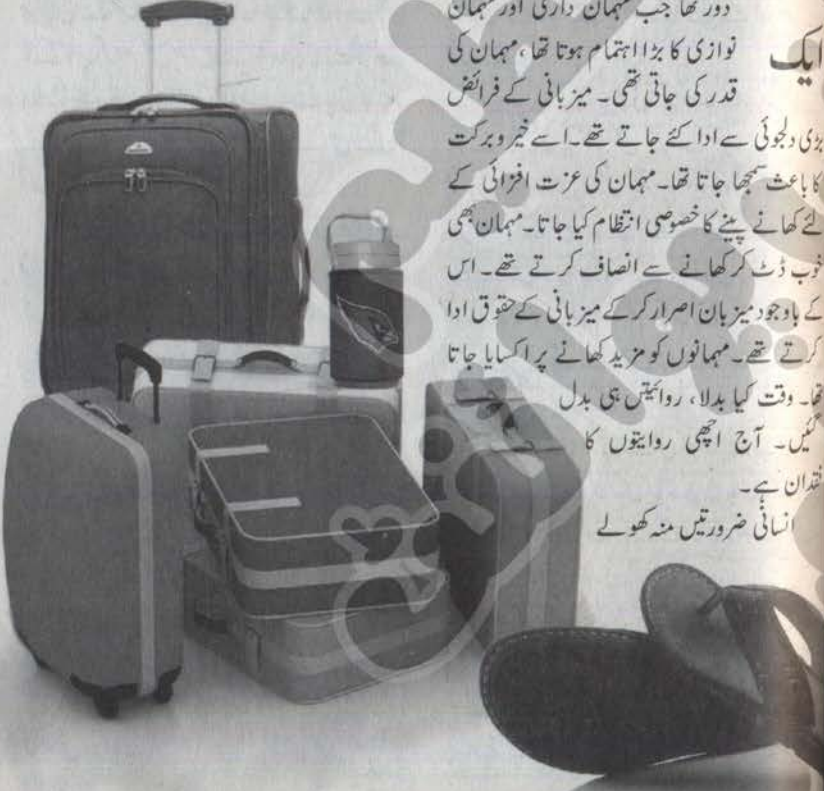 ایک دور تھا جب مہمان داری اور مہمان
نوازی کا بڑا اہتمام ہوتا تھا، مہمان کی
قدر کی جاتی تھی۔ میزبانی کے فرائض
بڑی دلجوئی سے ادا کئے جاتے تھے۔ اسے خیر و برکت
کا باعث سمجھا جاتا تھا۔ مہمان کی عزت افزائی کے
لئے کھانے پینے کا خصوصی انتظام کیا جاتا۔ مہمان بھی
خوب ڈٹ کر کھانے سے انصاف کرتے تھے۔ اس
کے باوجود میزبان اصرار کرکے میزبانی کے حقوق ادا
کرتے تھے۔ مہمانوں کو مزید کھانے پر اکسایا جاتا
تھا۔ وقت کیا بدلا، روائیتں ہی بدل
گئیں۔ آج اچھی روایتوں کا
فقدان ہے۔
انسانی ضرورتیں منہ کھولے